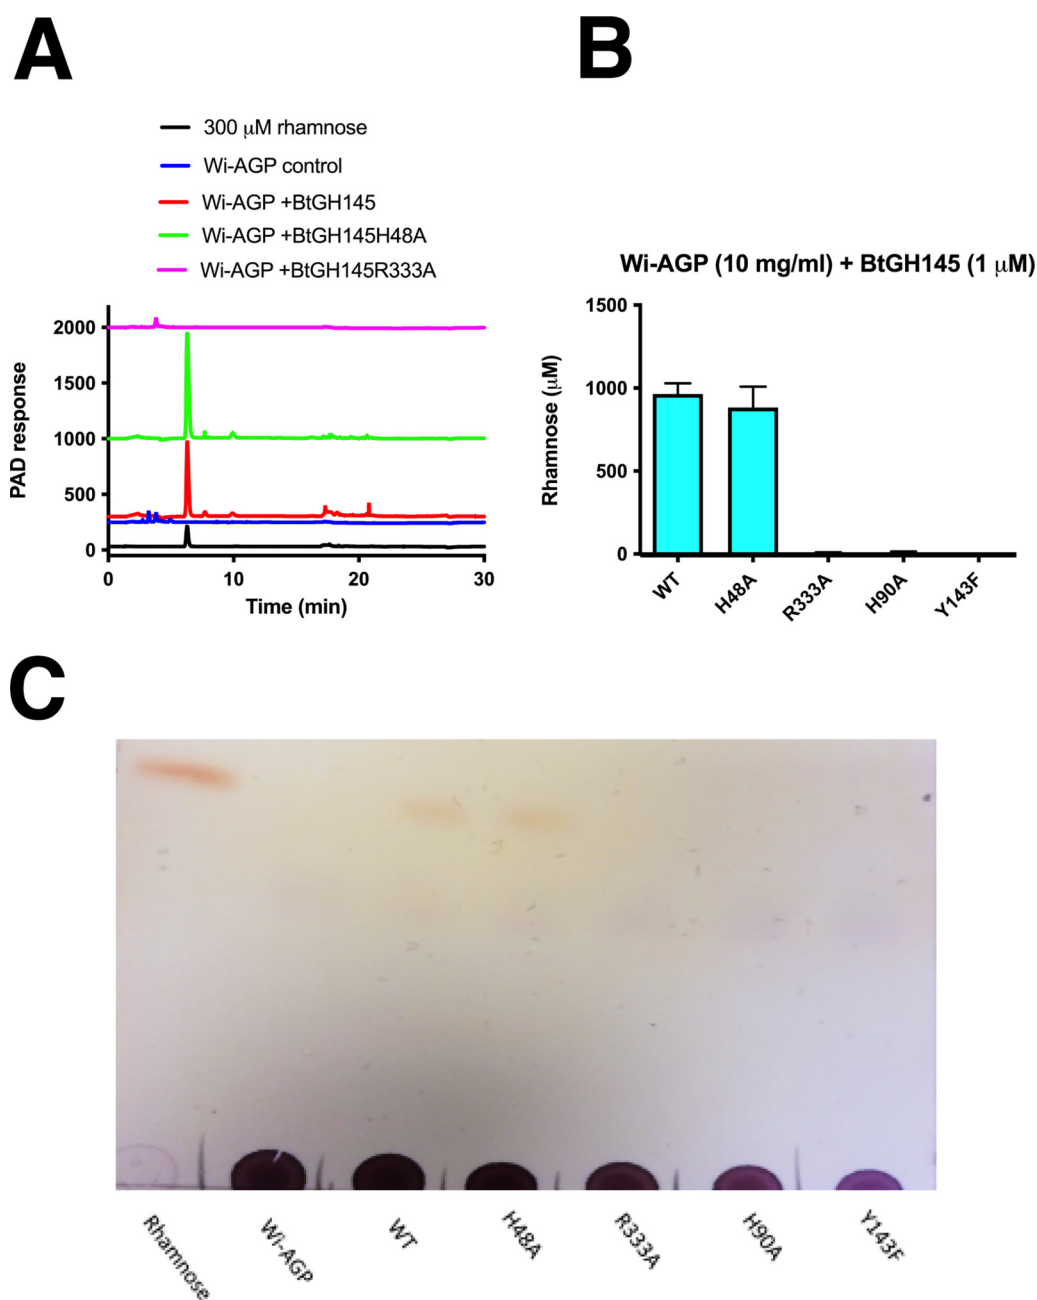 A
B
300 μM rhamnose
Wi-AGP control
Wi-AGP +BtGH145
Wi-AGP +BtGH145H48A
Wi-AGP +BtGH145R333A
2000
1500
1000
500
0
PAD response
0
10
20
30
Time (min)
Wi-AGP (10 mg/ml) + BtGH145 (1 μM)
1500
1000
500
0
Rhamnose (μM)
WT
H48A
R333A
H90A
Y143F
C
Rhamnose
Wi-AGP
WT
H48A
R333A
H90A
Y143F